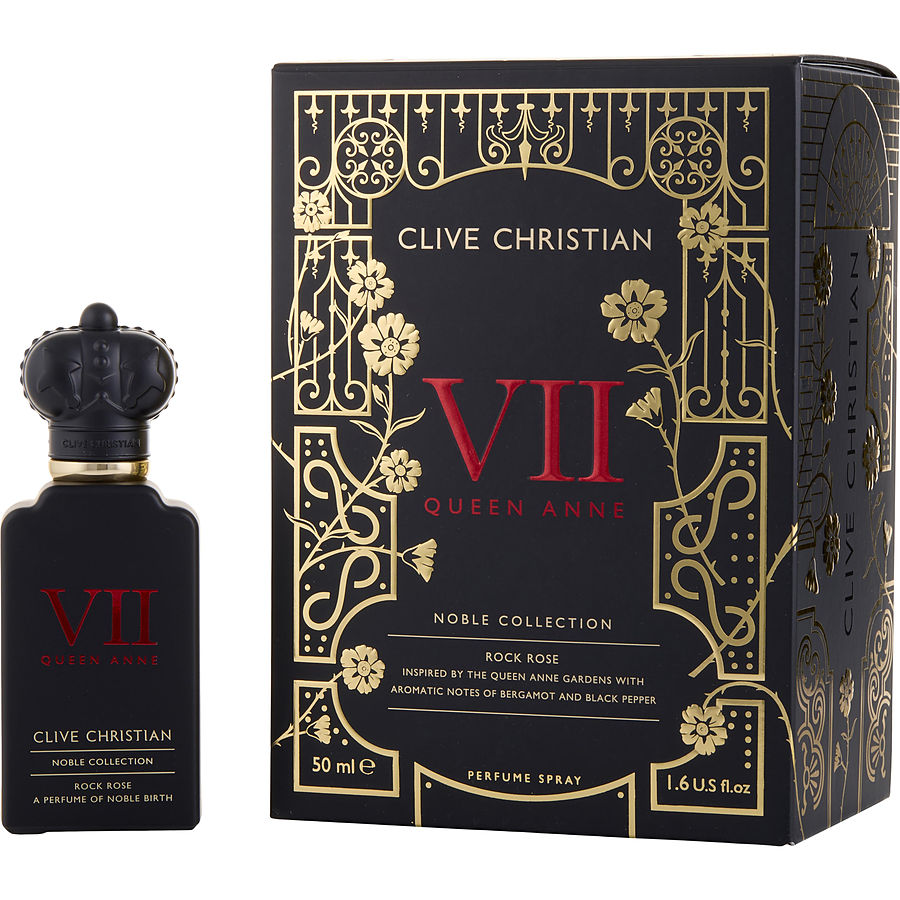 CLIVE CHRISTIAN
VII
QUEEN ANNE
NOBLE COLLECTION
ROCK ROSE
INSPIRED BY THE QUEEN ANNE GARDENS WITH
AROMATIC NOTES OF BERGAMOT AND BLACK PEPPER
50 ml ℮
PERFUME SPRAY
1.6 U.S fl.oz
CLIVE CHRISTIAN
CLIVE CHRISTIAN
VII
QUEEN ANNE
CLIVE CHRISTIAN
NOBLE COLLECTION
ROCK ROSE
A PERFUME OF NOBLE BIRTH